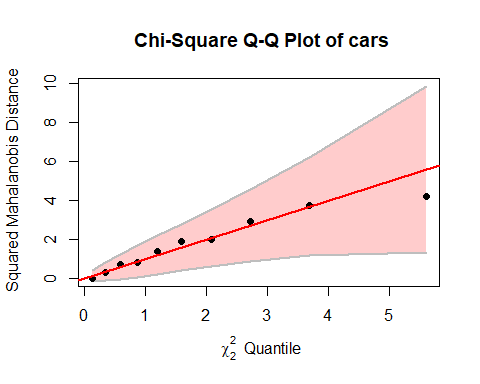 Chi-Square Q-Q Plot of cars
Squared Mahalanobis Distance
10
8
6
4
2
0
0 1 2 3 4 5
χ²₂ Quantile